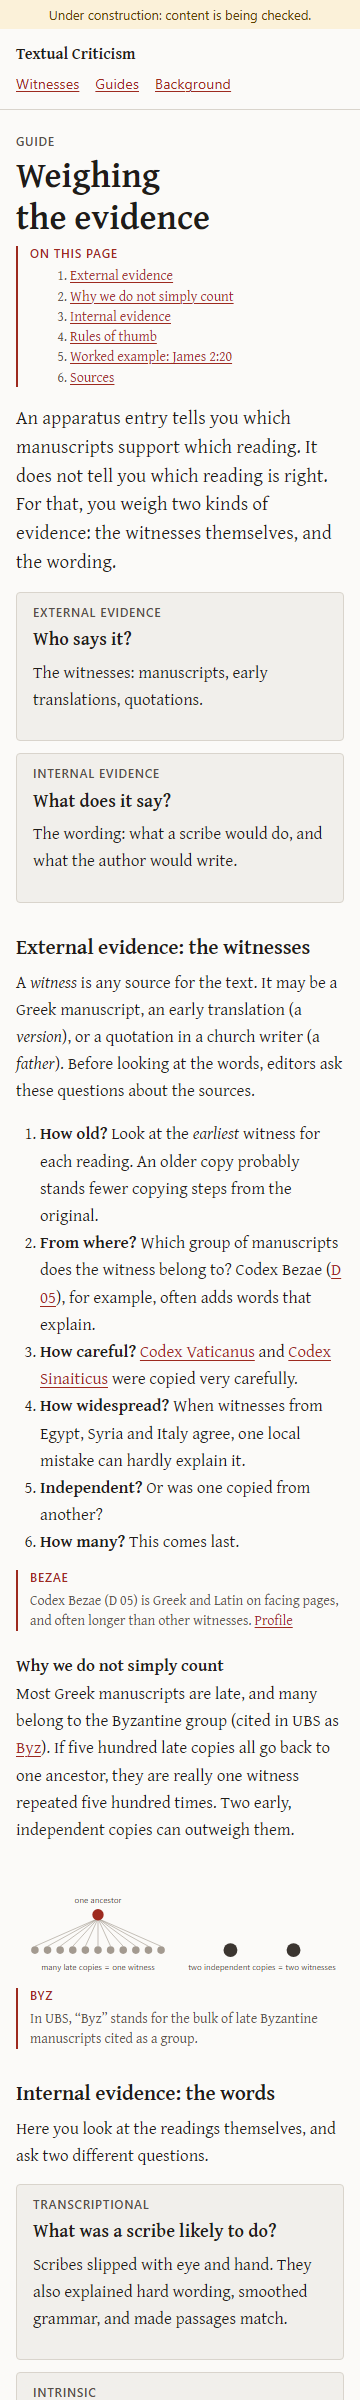 Under construction: content is being checked.
Textual Criticism
Witnesses Guides Background
GUIDE
Weighing
the evidence
ON THIS PAGE
1. External evidence
2. Why we do not simply count
3. Internal evidence
4. Rules of thumb
5. Worked example: James 2:20
6. Sources
An apparatus entry tells you which
manuscripts support which reading. It
does not tell you which reading is right.
For that, you weigh two kinds of
evidence: the witnesses themselves, and
the wording.
EXTERNAL EVIDENCE
Who says it?
The witnesses: manuscripts, early
translations, quotations.
INTERNAL EVIDENCE
What does it say?
The wording: what a scribe would do, and
what the author would write.
External evidence: the witnesses
A witness is any source for the text. It may be a
Greek manuscript, an early translation (a
version), or a quotation in a church writer (a
father). Before looking at the words, editors ask
these questions about the sources.
1. How old? Look at the earliest witness for
each reading. An older copy probably
stands fewer copying steps from the
original.
2. From where? Which group of manuscripts
does the witness belong to? Codex Bezae (D
05), for example, often adds words that
explain.
3. How careful? Codex Vaticanus and Codex
Sinaiticus were copied very carefully.
4. How widespread? When witnesses from
Egypt, Syria and Italy agree, one local
mistake can hardly explain it.
5. Independent? Or was one copied from
another?
6. How many? This comes last.
BEZAE
Codex Bezae (D 05) is Greek and Latin on facing pages,
and often longer than other witnesses. Profile
Why we do not simply count
Most Greek manuscripts are late, and many
belong to the Byzantine group (cited in UBS as
Byz). If five hundred late copies all go back to
one ancestor, they are really one witness
repeated five hundred times. Two early,
independent copies can outweigh them.
one ancestor
many late copies = one witness
two independent copies = two witnesses
BYZ
In UBS, “Byz” stands for the bulk of late Byzantine
manuscripts cited as a group.
Internal evidence: the words
Here you look at the readings themselves, and
ask two different questions.
TRANSCRIPTIONAL
What was a scribe likely to do?
Scribes slipped with eye and hand. They
also explained hard wording, smoothed
grammar, and made passages match.
INTRINSIC